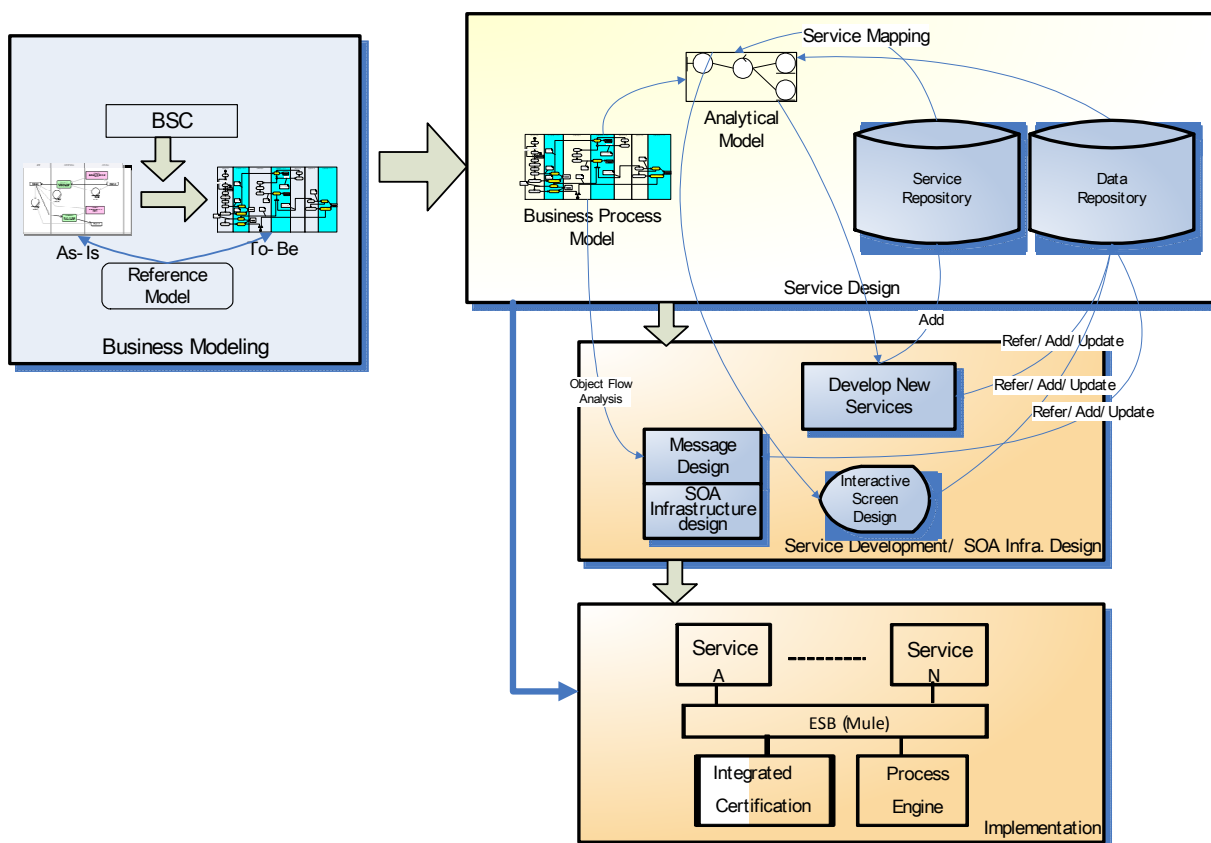 BSC
As-Is
To-Be
Reference
Model
Business Modeling
Service Mapping
Analytical
Model
Business Process
Model
Service
Repository
Data
Repository
Service Design
Add
Refer/ Add/ Update
Refer/ Add/ Update
Refer/ Add/ Update
Object Flow
Analysis
Develop New
Services
Message
Design
SOA
Infrastructure
design
Interactive
Screen
Design
Service Development/ SOA Infra. Design
Service
A
Service
N
ESB (Mule)
Integrated
Certification
Process
Engine
Implementation